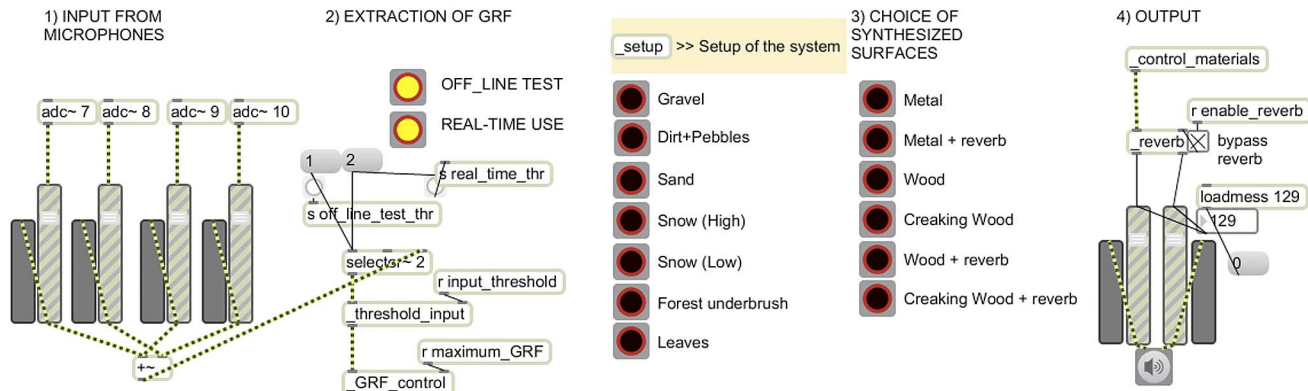 1) INPUT FROM
MICROPHONES
adc~ 7
adc~ 8
adc~ 9
adc~ 10
+~
2) EXTRACTION OF GRF
OFF_LINE TEST
REAL-TIME USE
1
2
s real_time_thr
s off_line_test_thr
selector~ 2
r input_threshold
_threshold_input
r maximum_GRF
_GRF_control
_setup >> Setup of the system
Gravel
Dirt+Pebbles
Sand
Snow (High)
Snow (Low)
Forest underbrush
Leaves
3) CHOICE OF
SYNTHESIZED
SURFACES
Metal
Metal + reverb
Wood
Creaking Wood
Wood + reverb
Creaking Wood + reverb
4) OUTPUT
_control_materials
r enable_reverb
_reverb
bypass
reverb
loadmess 129
129
0